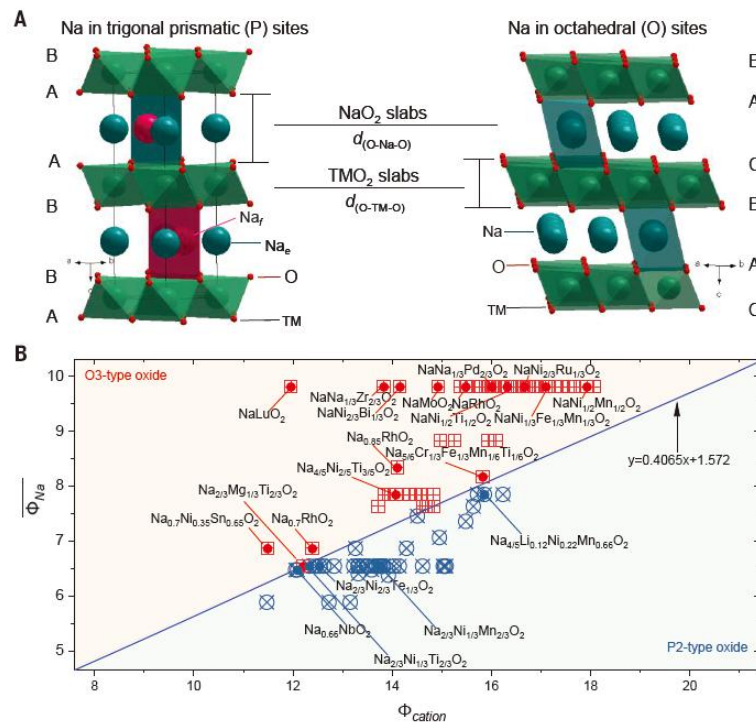 A
Na in trigonal prismatic (P) sites
Na in octahedral (O) sites
B
A
A
B
B
A
NaO2 slabs
d(O-Na-O)
TMO2 slabs
d(O-TM-O)
Naf
Nae
O
TM
a b
c
Na
O
TM
A
C
A
C
a b
c
B
O3-type oxide
NaLuO2
NaNa1/3Zr2/3O2
NaNi2/3Bi1/3O2
NaMoO2
NaNa1/3Pd2/3O2
NaRhO2
NaNi1/2Ti1/2O2
NaNi2/3Ru1/3O2
NaNi1/3Fe1/3Mn1/3O2
NaNi1/2Mn1/2O2
Na0.85RhO2
Na5/6Cr1/3Fe1/3Mn1/6Ti1/6O2
Na4/5Ni2/5Ti3/5O2
Na2/3Mg1/3Ti2/3O2
Na0.7Ni0.35Sn0.65O2
Na0.7RhO2
y=0.4065x+1.572
Na4/5Li0.12Ni0.22Mn0.66O2
Na2/3Ni2/3Te1/3O2
Na0.66NbO2
Na2/3Ni1/3Mn2/3O2
Na2/3Ni1/3Ti2/3O2
P2-type oxide
10
9
8
7
6
5
ΦNa
8 10 12 14 16 18 20
Φcation